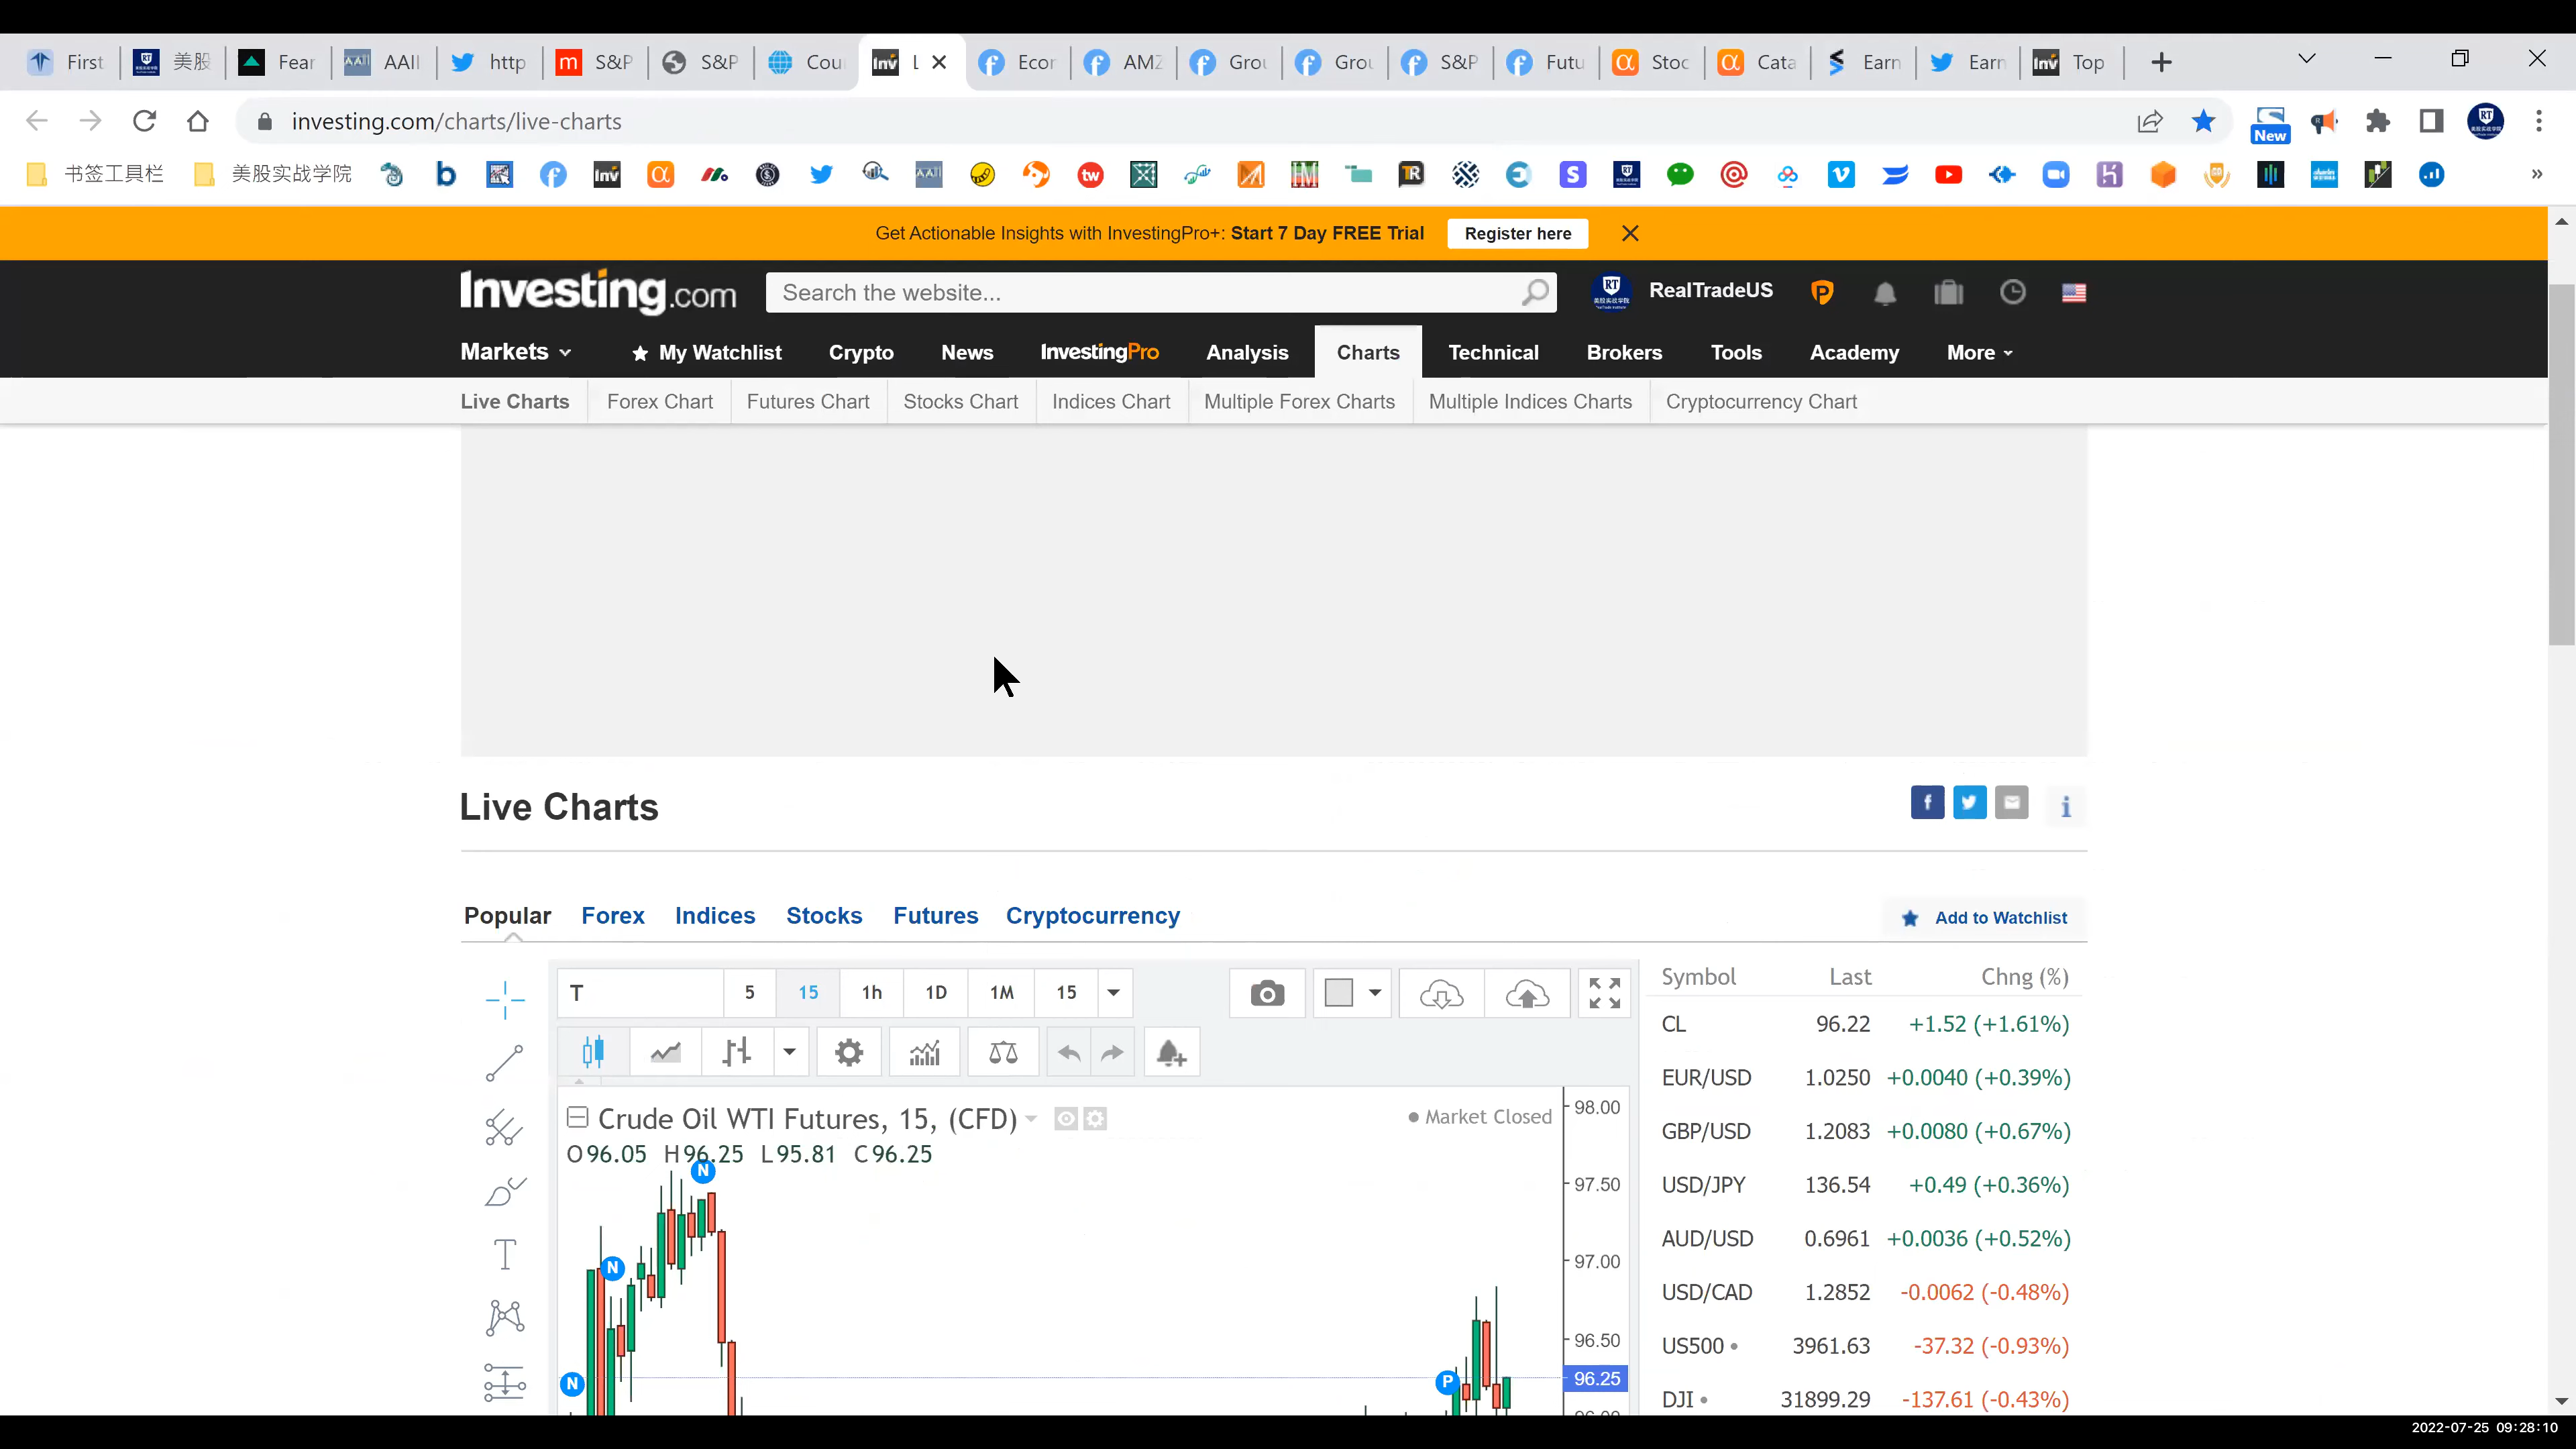 First 美股 Fear AAII http S&P S&P Cou L Ecor AMZ Grou Grou S&P Futu Stoc Cata Earn Earn Top
investing.com/charts/live-charts
New
书签工具栏 美股实战学院
Get Actionable Insights with InvestingPro+: Start 7 Day FREE Trial Register here
Investing.com Search the website... RealTradeUS
Markets My Watchlist Crypto News InvestingPro Analysis Charts Technical Brokers Tools Academy More
Live Charts Forex Chart Futures Chart Stocks Chart Indices Chart Multiple Forex Charts Multiple Indices Charts Cryptocurrency Chart
Live Charts
Popular Forex Indices Stocks Futures Cryptocurrency Add to Watchlist
T 5 15 1h 1D 1M 15
Crude Oil WTI Futures, 15, (CFD) Market Closed
O96.05 H96.25 L95.81 C96.25
N
N
N
P
98.00
97.50
97.00
96.50
96.25
Symbol Last Chng (%)
CL 96.22 +1.52 (+1.61%)
EUR/USD 1.0250 +0.0040 (+0.39%)
GBP/USD 1.2083 +0.0080 (+0.67%)
USD/JPY 136.54 +0.49 (+0.36%)
AUD/USD 0.6961 +0.0036 (+0.52%)
USD/CAD 1.2852 -0.0062 (-0.48%)
US500 3961.63 -37.32 (-0.93%)
DJI 31899.29 -137.61 (-0.43%)
2022-07-25 09:28:10